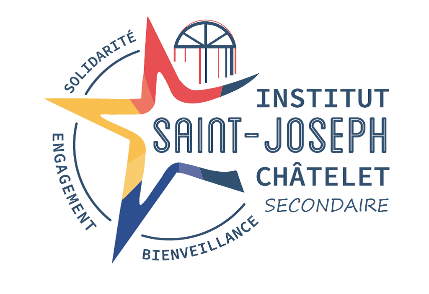 SOLIDARITÉ
ENGAGEMENT
BIENVEILLANCE
INSTITUT
SAINT-JOSEPH
CHÂTELET
SECONDAIRE